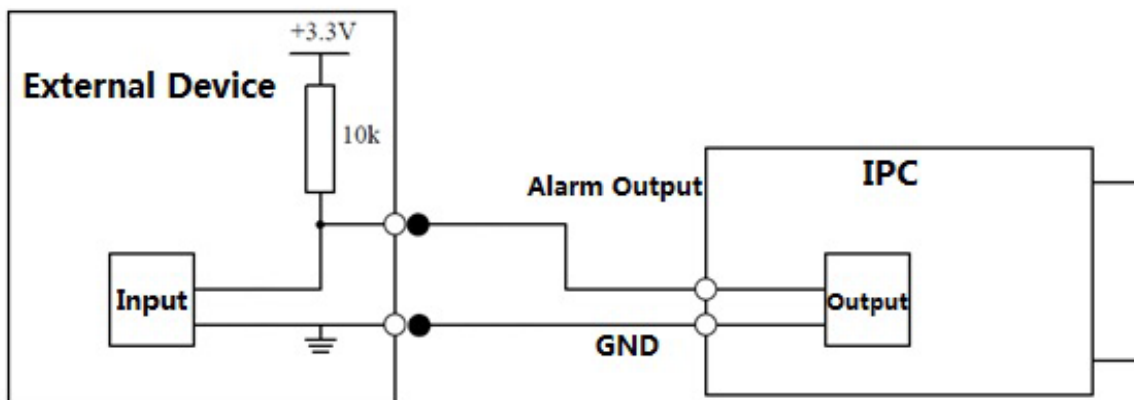 +3.3V
External Device
10k
Alarm Output
IPC
Input
Output
GND